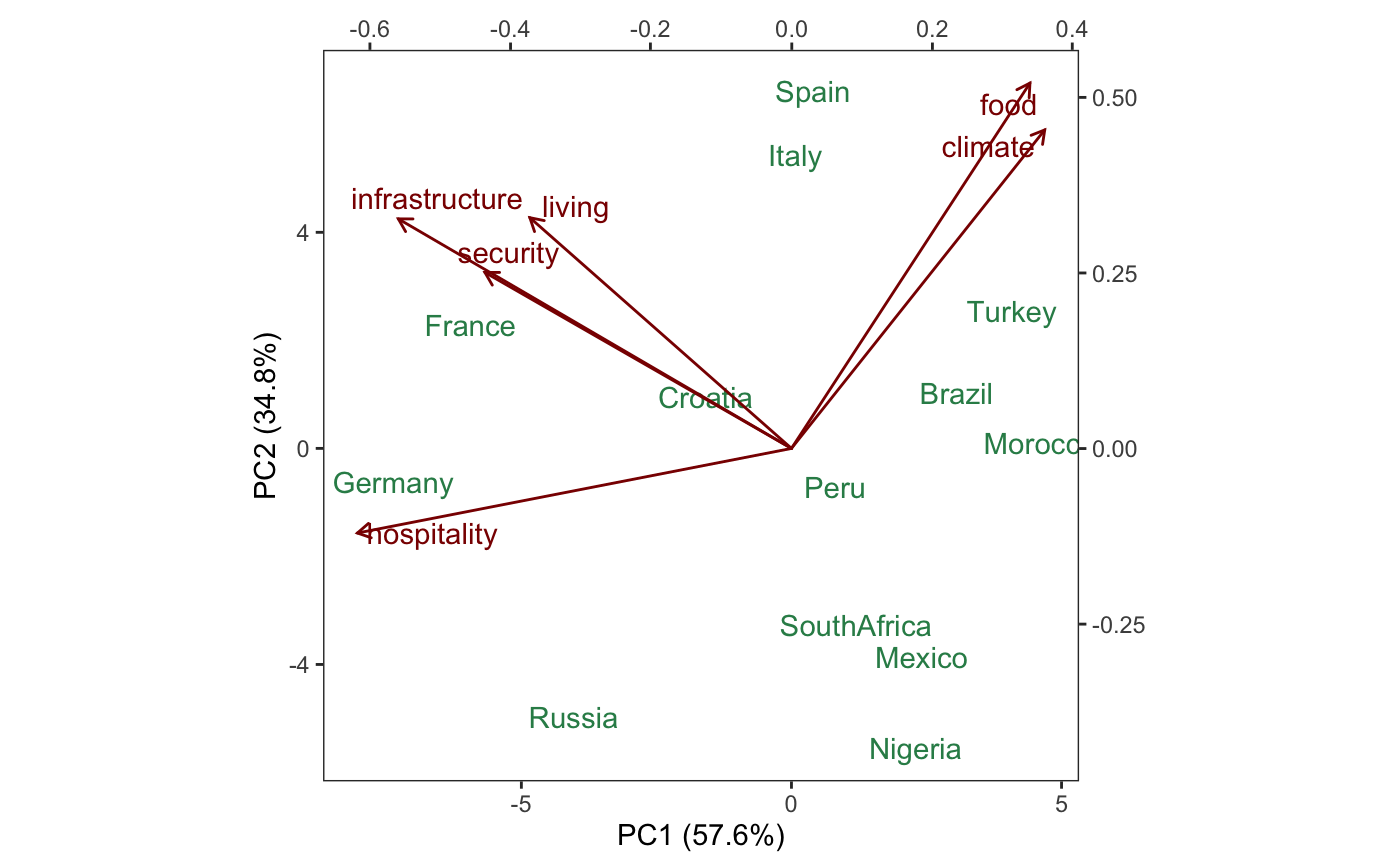 -0.6 -0.4 -0.2 0.0 0.2 0.4
Spain
food
0.50
climate
Italy
infrastructure
living
4
security
0.25
Turkey
France
Brazil
Croatia
PC2 (34.8%)
0
Morocc
0.00
Germany
Peru
hospitality
SouthAfrica
-0.25
Mexico
-4
Russia
Nigeria
-5 0 5
PC1 (57.6%)